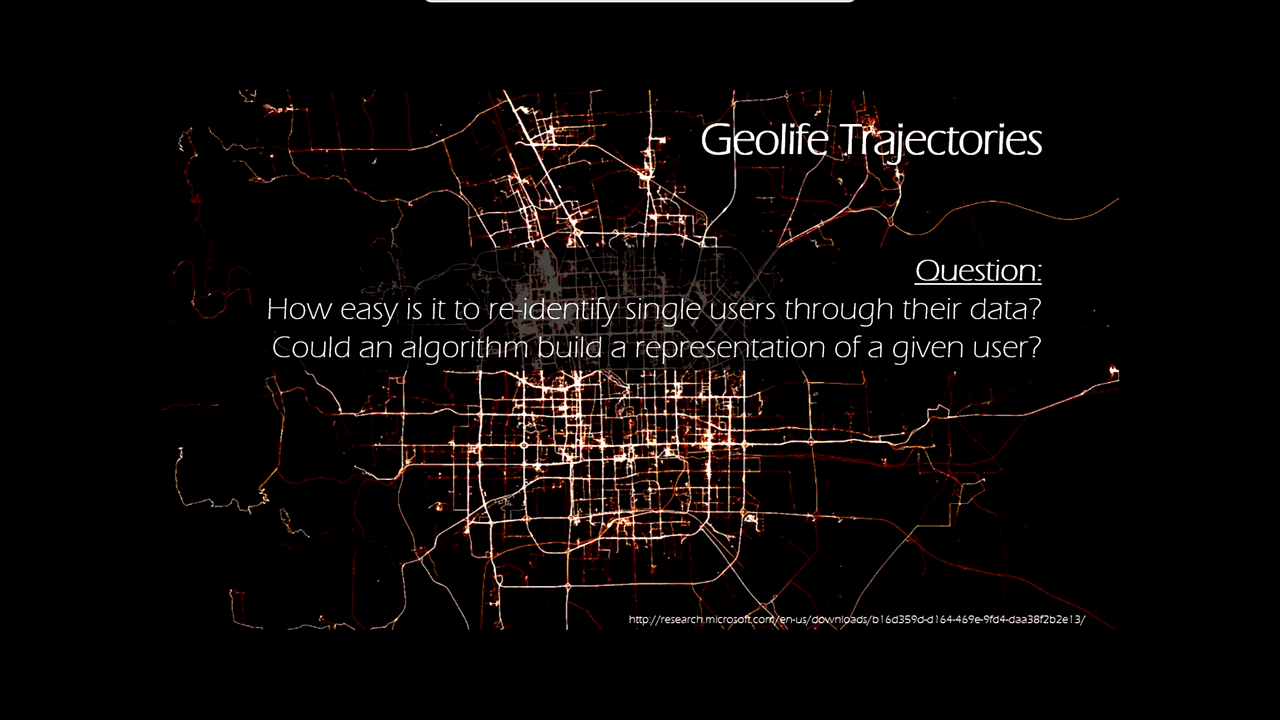 Geolife Trajectories
Question:
How easy is it to re-identify single users through their data?
Could an algorithm build a representation of a given user?
http://research.microsoft.com/en-us/downloads/b16d359d-d164-469e-9fd4-daa38f2b2e13/